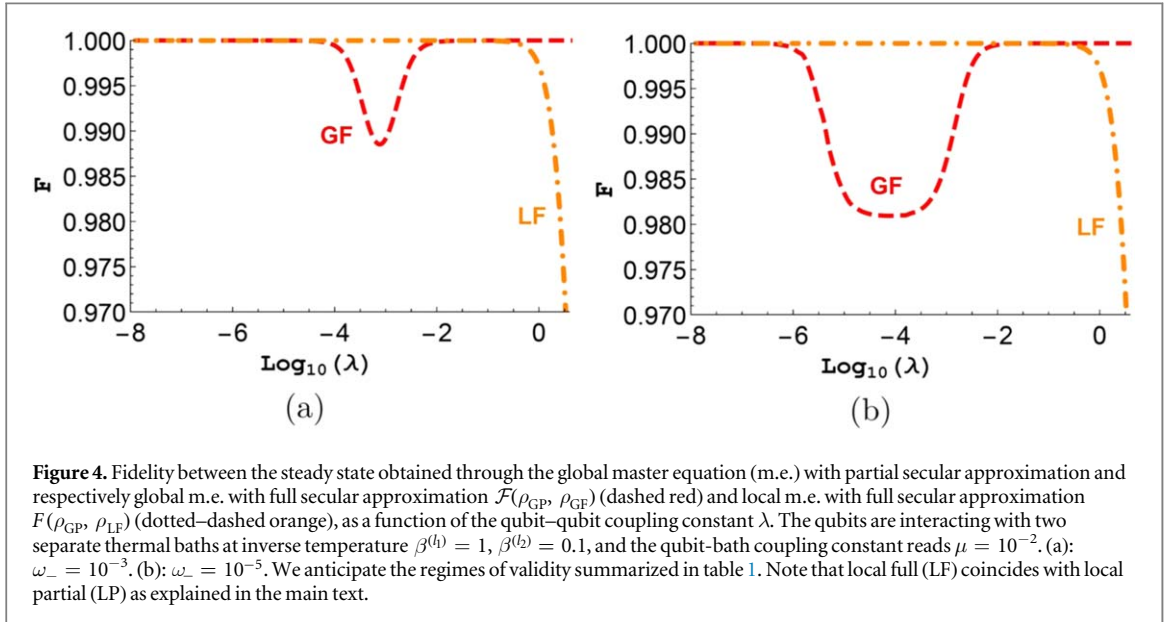 1.000
0.995
0.990
0.985
0.980
0.975
0.970
F
GF
LF
−8 −6 −4 −2 0
Log₁₀ (λ)
(a)
1.000
0.995
0.990
0.985
0.980
0.975
0.970
F
GF
LF
−8 −6 −4 −2 0
Log₁₀ (λ)
(b)
Figure 4. Fidelity between the steady state obtained through the global master equation (m.e.) with partial secular approximation and
respectively global m.e. with full secular approximation ℱ(ρ_GP, ρ_GF) (dashed red) and local m.e. with full secular approximation
F(ρ_GP, ρ_LF) (dotted–dashed orange), as a function of the qubit–qubit coupling constant λ. The qubits are interacting with two
separate thermal baths at inverse temperature β^(l₁) = 1, β^(l₂) = 0.1, and the qubit-bath coupling constant reads μ = 10⁻². (a):
ω₋ = 10⁻³. (b): ω₋ = 10⁻⁵. We anticipate the regimes of validity summarized in table 1. Note that local full (LF) coincides with local
partial (LP) as explained in the main text.